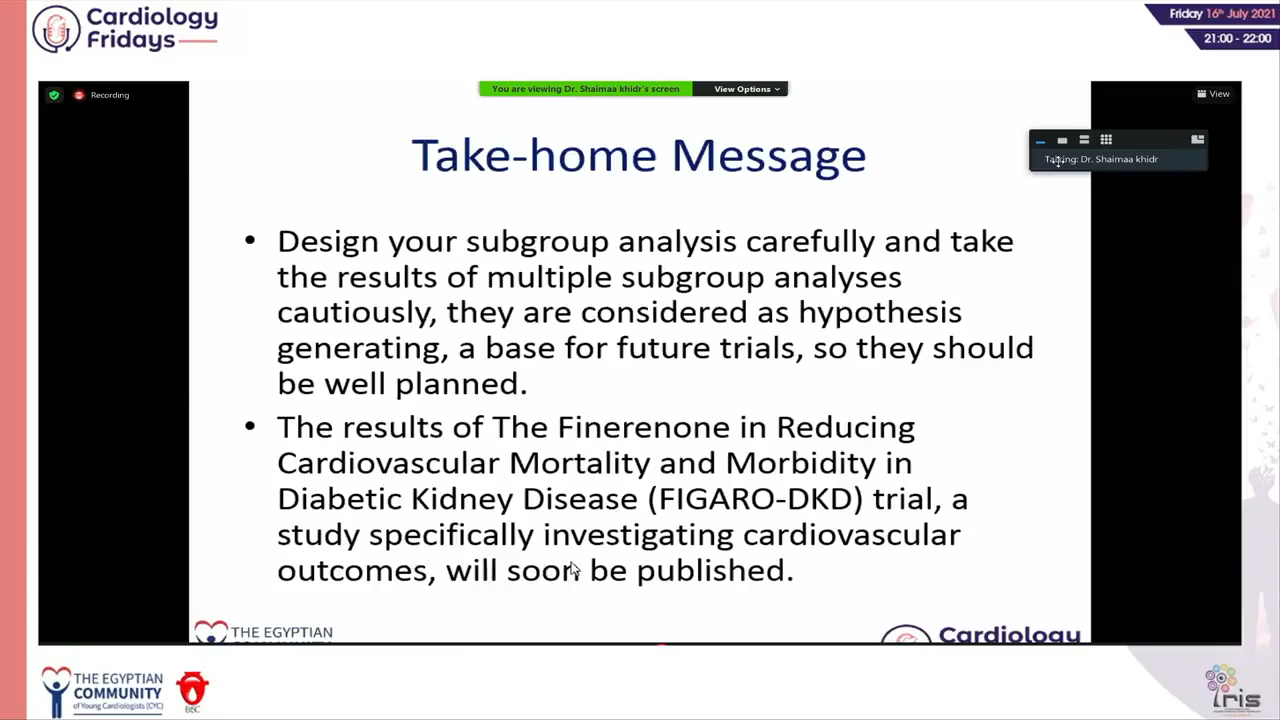 Cardiology
Fridays
Friday 16th July 2021
21:00 - 22:00
Recording
You are viewing Dr. Shaimaa khidr's screen
View Options
View
Talking: Dr. Shaimaa khidr
Take-home Message
• Design your subgroup analysis carefully and take
the results of multiple subgroup analyses
cautiously, they are considered as hypothesis
generating, a base for future trials, so they should
be well planned.
• The results of The Finerenone in Reducing
Cardiovascular Mortality and Morbidity in
Diabetic Kidney Disease (FIGARO-DKD) trial, a
study specifically investigating cardiovascular
outcomes, will soon be published.
THE EGYPTIAN
Cardiology
THE EGYPTIAN
COMMUNITY
of Young Cardiologists (CYC)
BSC
iris